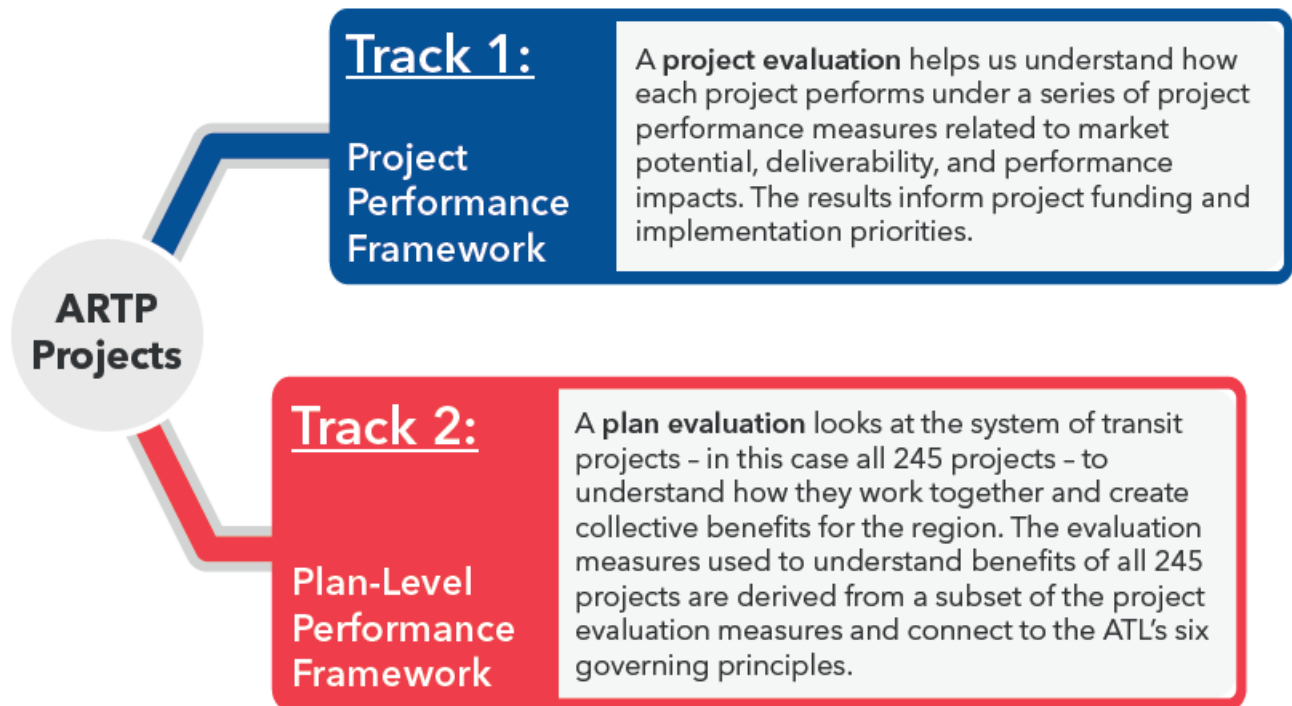 ARTP
Projects
Track 1:
Project
Performance
Framework
A project evaluation helps us understand how
each project performs under a series of project
performance measures related to market
potential, deliverability, and performance
impacts. The results inform project funding and
implementation priorities.
Track 2:
Plan-Level
Performance
Framework
A plan evaluation looks at the system of transit
projects – in this case all 245 projects – to
understand how they work together and create
collective benefits for the region. The evaluation
measures used to understand benefits of all 245
projects are derived from a subset of the project
evaluation measures and connect to the ATL’s six
governing principles.